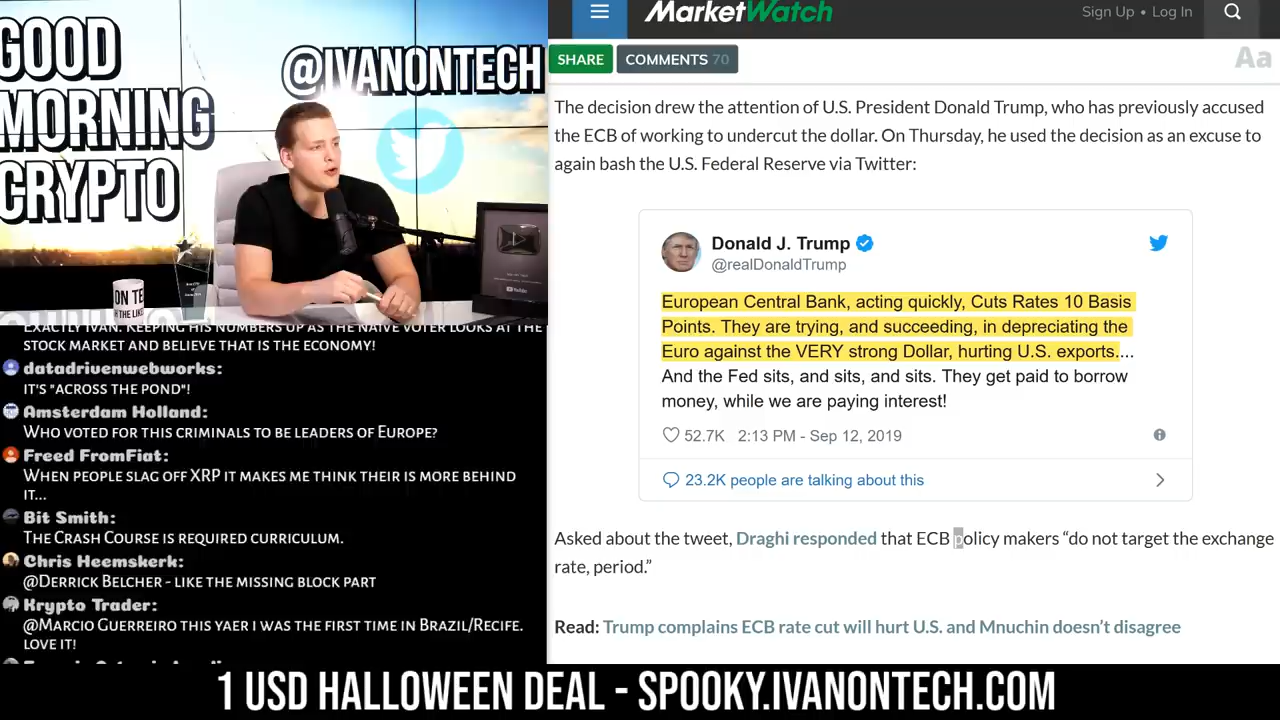 GOOD
MORNING
CRYPTO
@IVANONTECH
ON TE
EXACTLY IVAN. KEEPING HIS NUMBERS UP AS THE NAIVE VOTER LOOKS AT THE
STOCK MARKET AND BELIEVE THAT IS THE ECONOMY!
datadrivenwebworks:
IT'S "ACROSS THE POND"!
Amsterdam Holland:
WHO VOTED FOR THIS CRIMINALS TO BE LEADERS OF EUROPE?
Freed FromFiat:
WHEN PEOPLE SLAG OFF XRP IT MAKES ME THINK THEIR IS MORE BEHIND
IT...
Bit Smith:
THE CRASH COURSE IS REQUIRED CURRICULUM.
Chris Heemskerk:
@DERRICK BELCHER - LIKE THE MISSING BLOCK PART
Krypto Trader:
@MARCIO GUERREIRO THIS YAER I WAS THE FIRST TIME IN BRAZIL/RECIFE.
LOVE IT!
MarketWatch
Sign Up • Log In
SHARE
COMMENTS 70
Aa
The decision drew the attention of U.S. President Donald Trump, who has previously accused
the ECB of working to undercut the dollar. On Thursday, he used the decision as an excuse to
again bash the U.S. Federal Reserve via Twitter:
Donald J. Trump
@realDonaldTrump
European Central Bank, acting quickly, Cuts Rates 10 Basis
Points. They are trying, and succeeding, in depreciating the
Euro against the VERY strong Dollar, hurting U.S. exports....
And the Fed sits, and sits, and sits. They get paid to borrow
money, while we are paying interest!
52.7K 2:13 PM - Sep 12, 2019
23.2K people are talking about this
Asked about the tweet, Draghi responded that ECB policy makers “do not target the exchange
rate, period.”
Read: Trump complains ECB rate cut will hurt U.S. and Mnuchin doesn’t disagree
1 USD HALLOWEEN DEAL - SPOOKY.IVANONTECH.COM